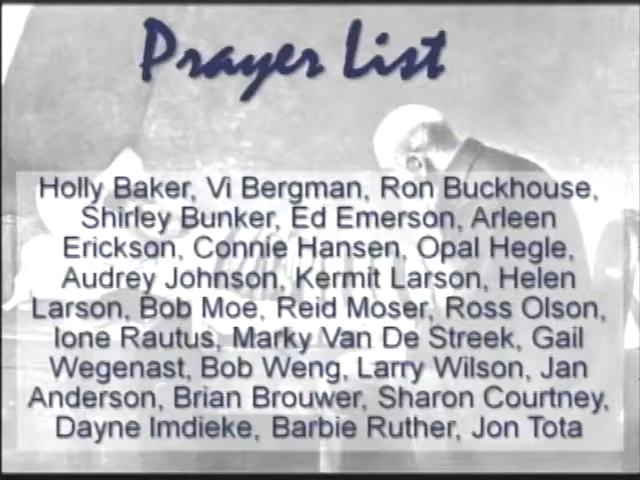 Prayer List
Holly Baker, Vi Bergman, Ron Buckhouse,
Shirley Bunker, Ed Emerson, Arleen
Erickson, Connie Hansen, Opal Hegle,
Audrey Johnson, Kermit Larson, Helen
Larson, Bob Moe, Reid Moser, Ross Olson,
Ione Rautus, Marky Van De Streek, Gail
Wegenast, Bob Weng, Larry Wilson, Jan
Anderson, Brian Brouwer, Sharon Courtney,
Dayne Imdieke, Barbie Ruther, Jon Tota